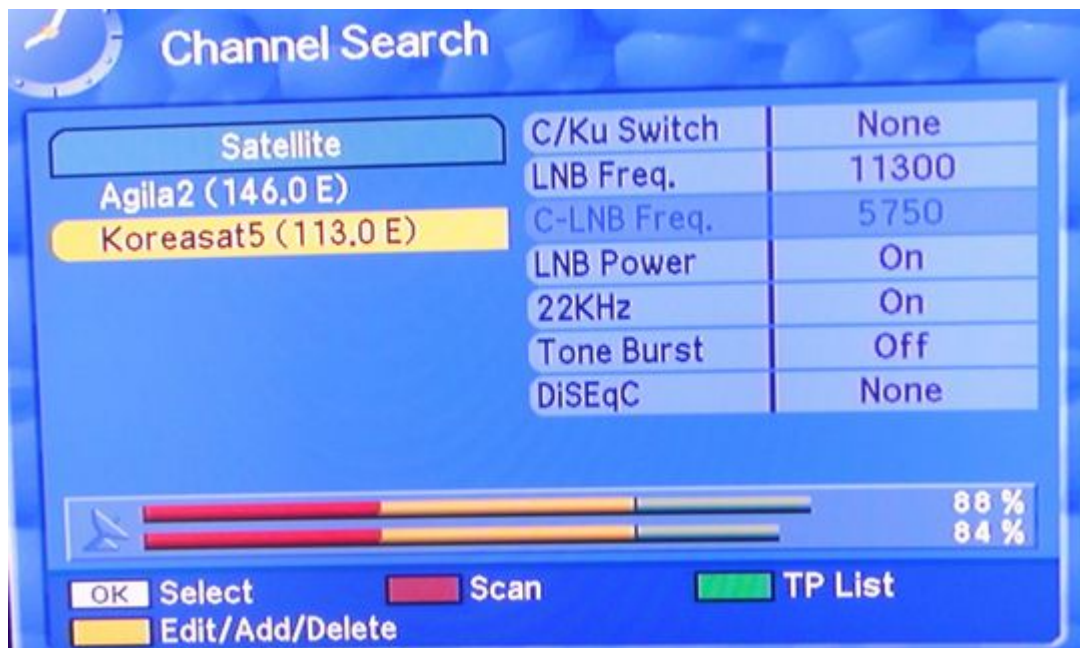 Channel Search
Satellite
Agila2 (146.0 E)
Koreasat5 (113.0 E)
C/Ku Switch None
LNB Freq. 11300
C-LNB Freq. 5750
LNB Power On
22KHz On
Tone Burst Off
DiSEqC None
88 %
84 %
OK Select Scan TP List
Edit/Add/Delete